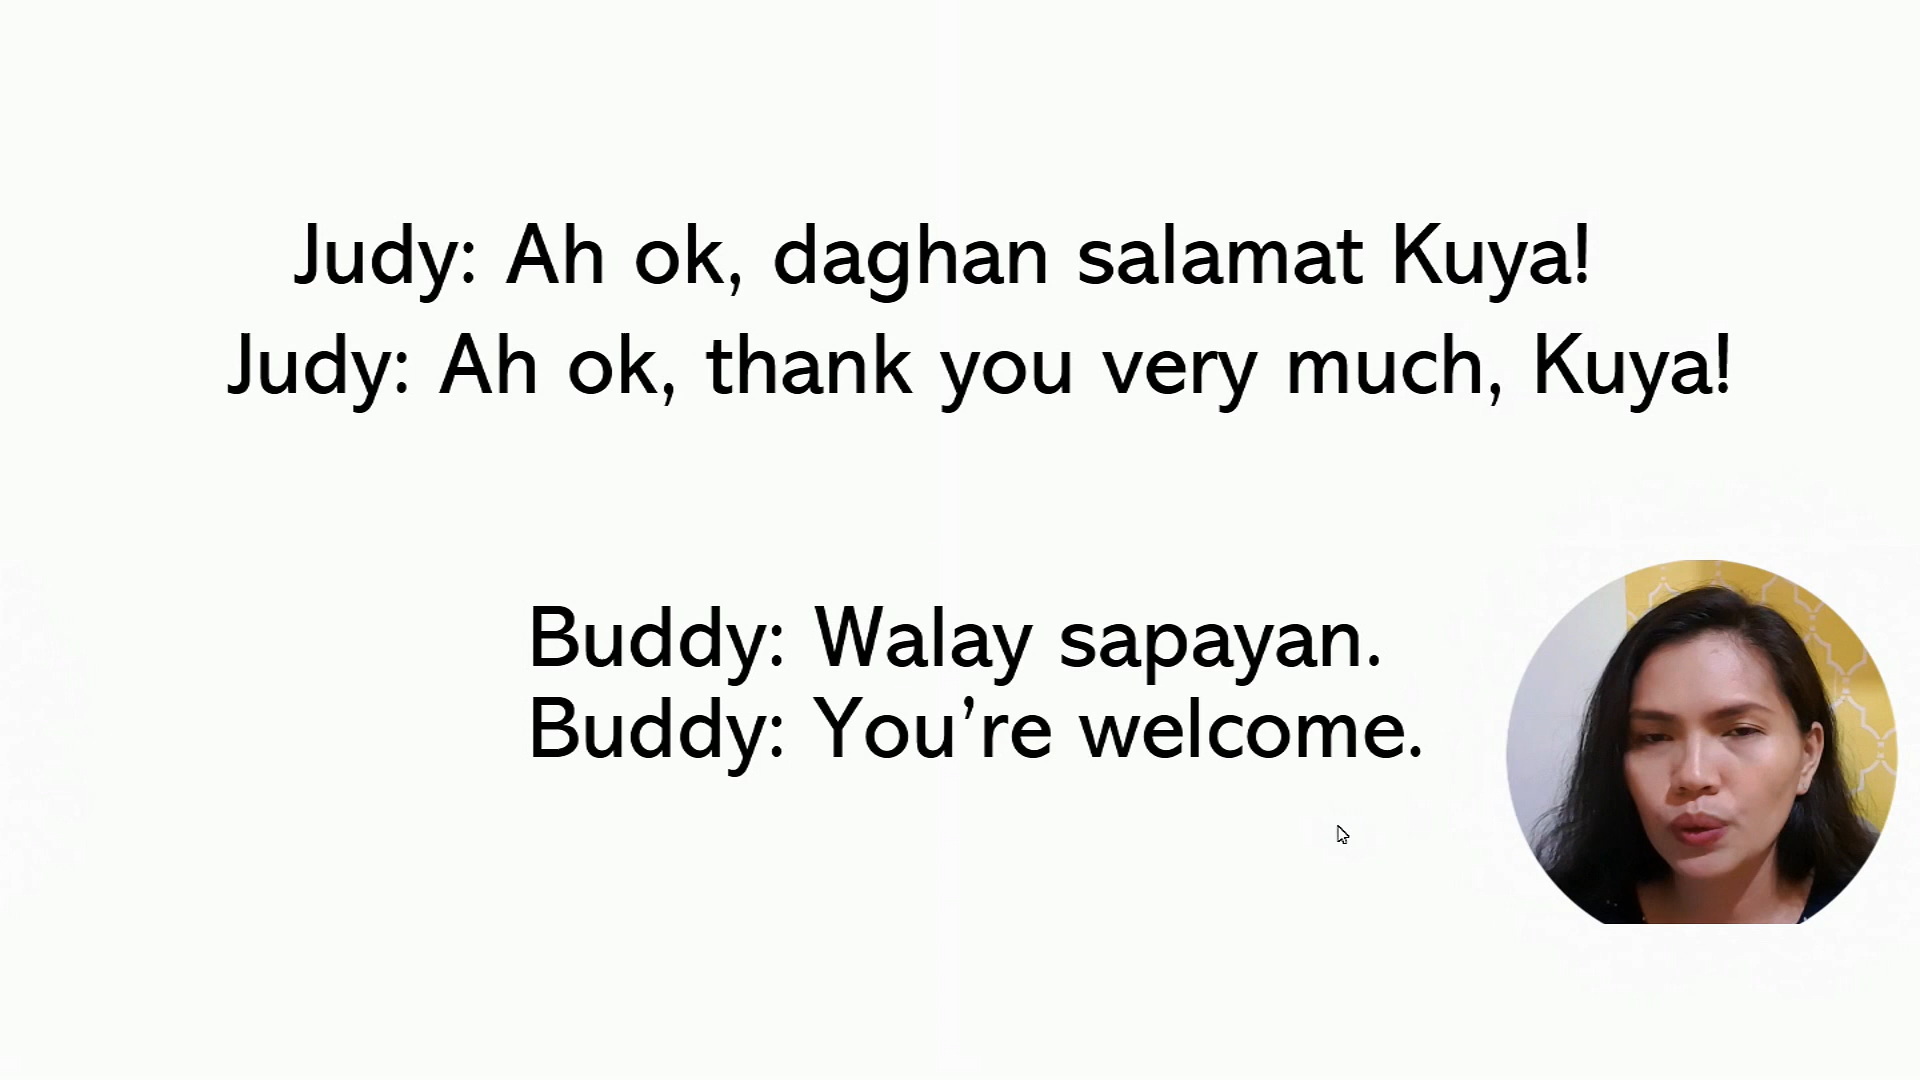 Judy: Ah ok, daghan salamat Kuya!
Judy: Ah ok, thank you very much, Kuya!
Buddy: Walay sapayan.
Buddy: You’re welcome.